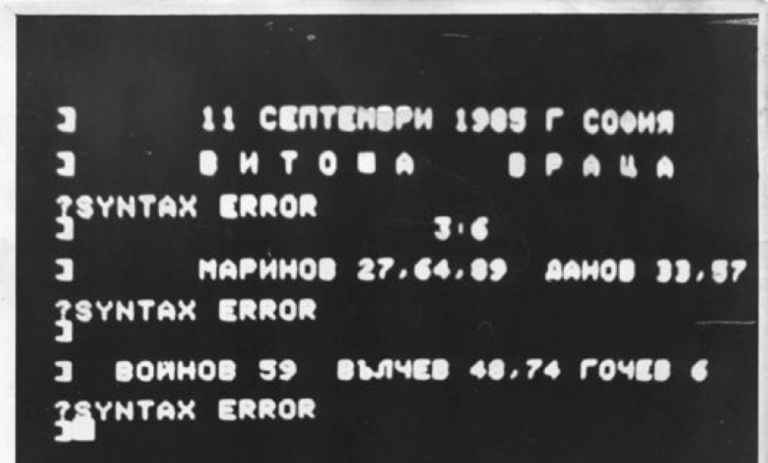 ] 11 СЕПТЕМВРИ 1985 Г СОФИЯ
] В И Т О Ш А В Р А Ц А
?SYNTAX ERROR
] 3:6
] МАРИНОВ 27,64,89 ДАНОВ 33,57
?SYNTAX ERROR
]
] ВОЙНОВ 59 ВЪЛЧЕВ 48,74 ГОЧЕВ 6
?SYNTAX ERROR
]